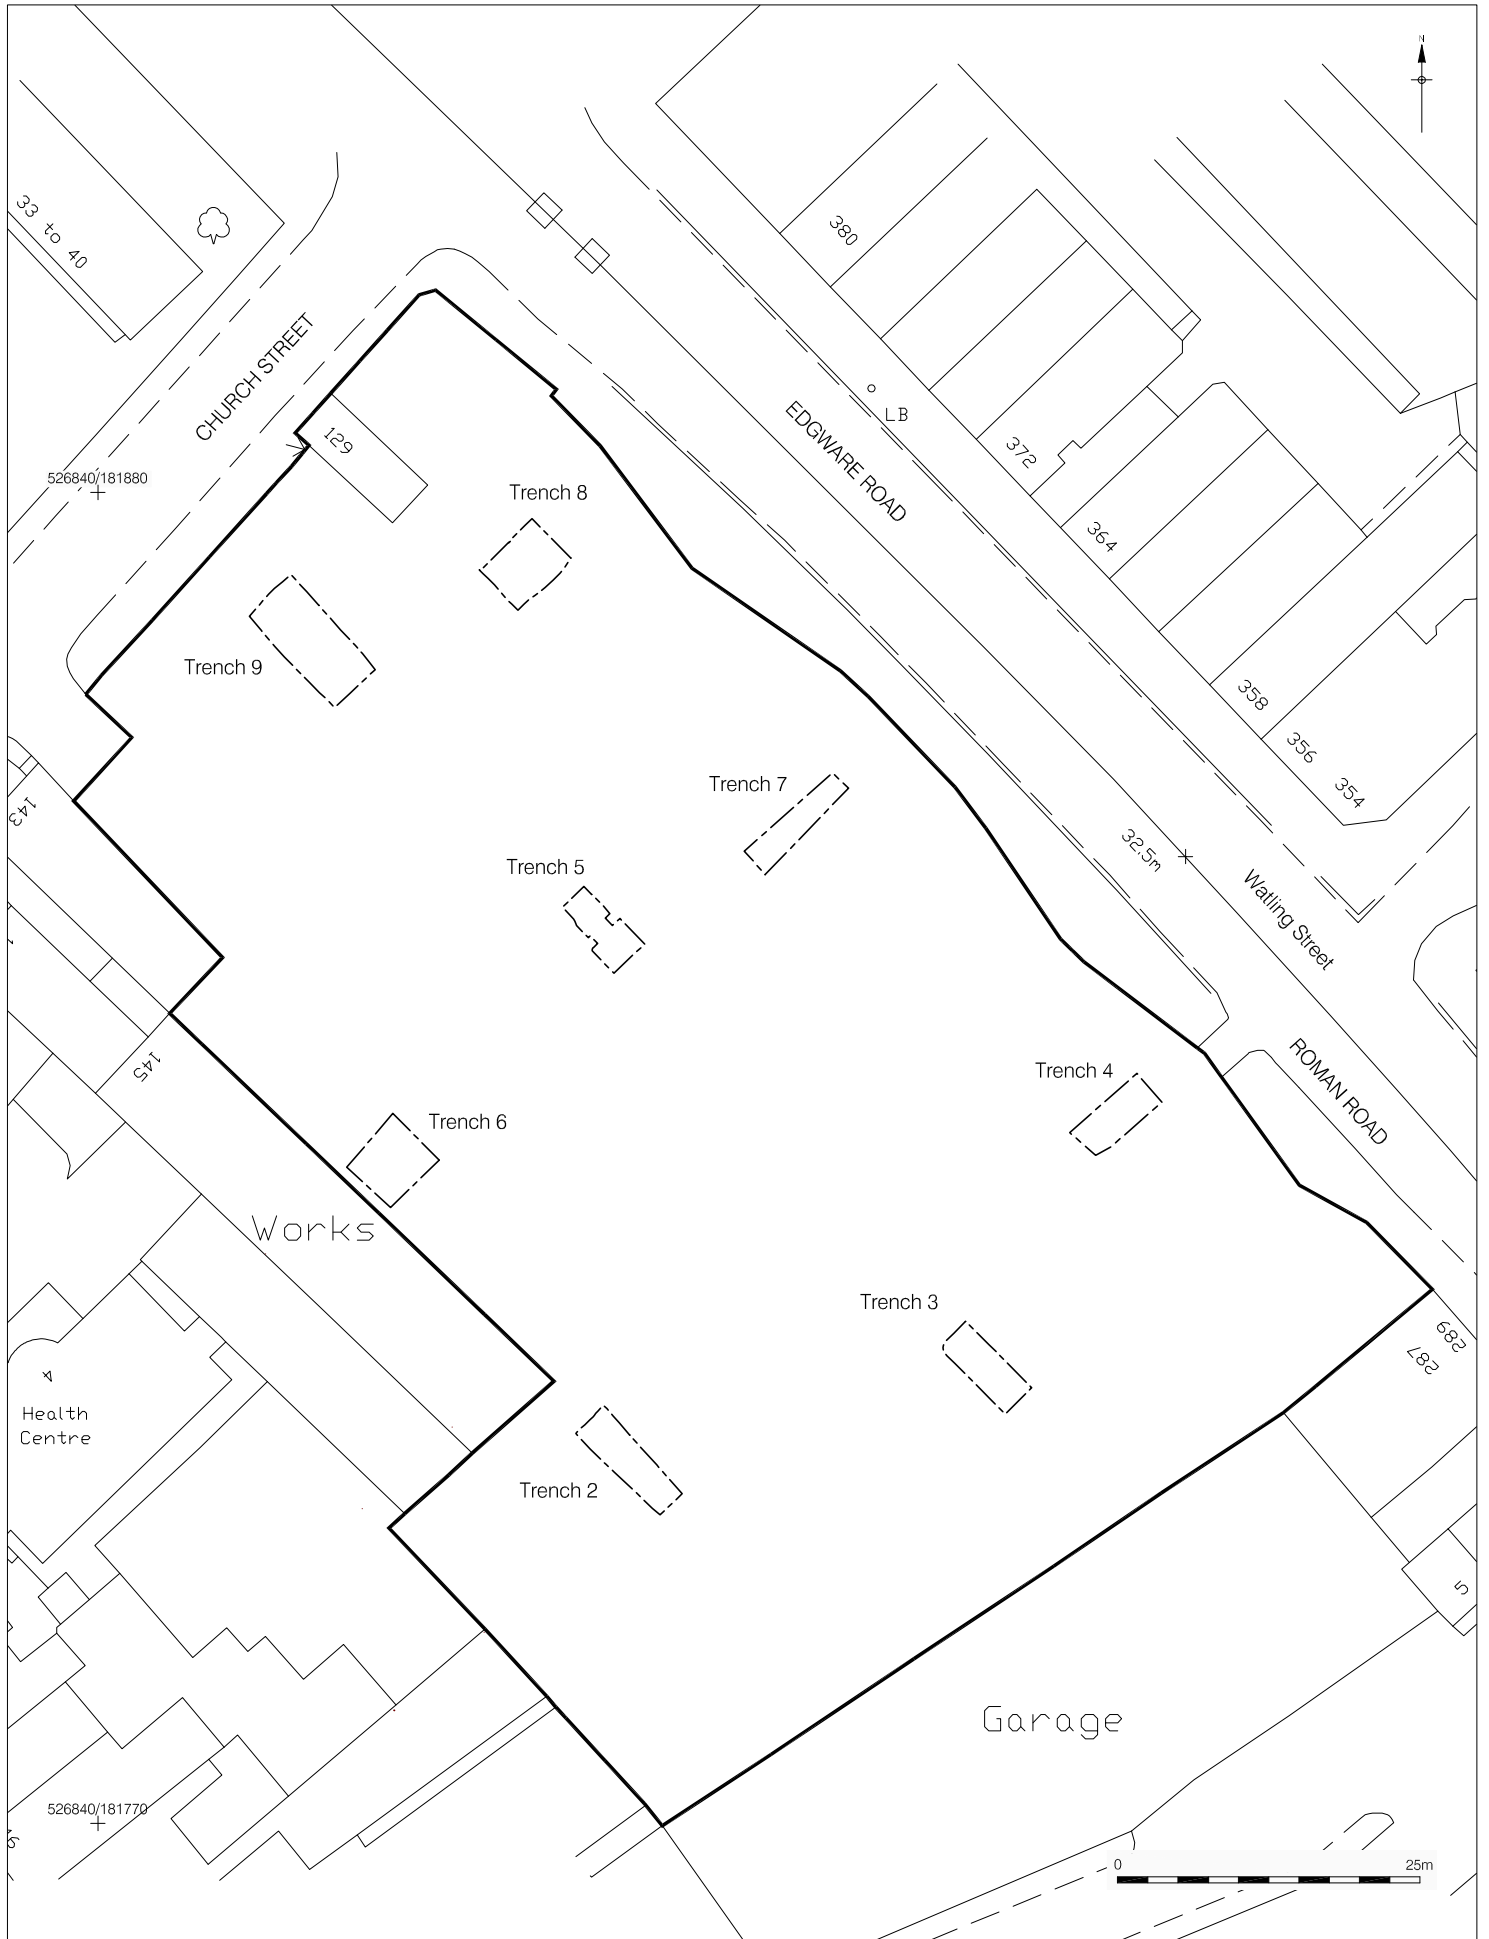 N
33 to 40
380
CHURCH STREET
LB
EDGWARE ROAD
129
372
526840/181880
Trench 8
364
Trench 9
358
356
354
Trench 7
143
32.5m
Trench 5
Watling Street
145
ROMAN ROAD
Trench 4
Trench 6
Works
Trench 3
289
287
4
Health
Centre
Trench 2
5
Garage
526840/181770
0 25m